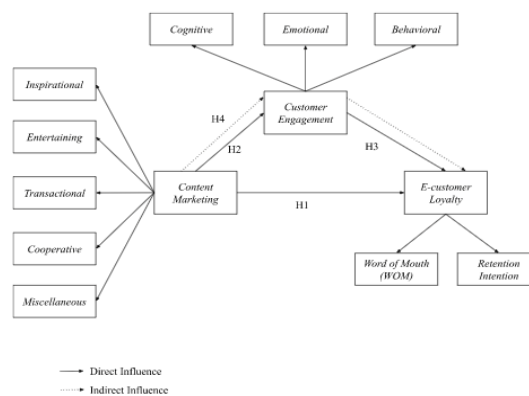 Cognitive
Emotional
Behavioral
Inspirational
Customer
Engagement
H4
Entertaining
H2
H3
Transactional
Content
Marketing
E-customer
Loyalty
H1
Cooperative
Word of Mouth
(WOM)
Retention
Intention
Miscellaneous
Direct Influence
Indirect Influence